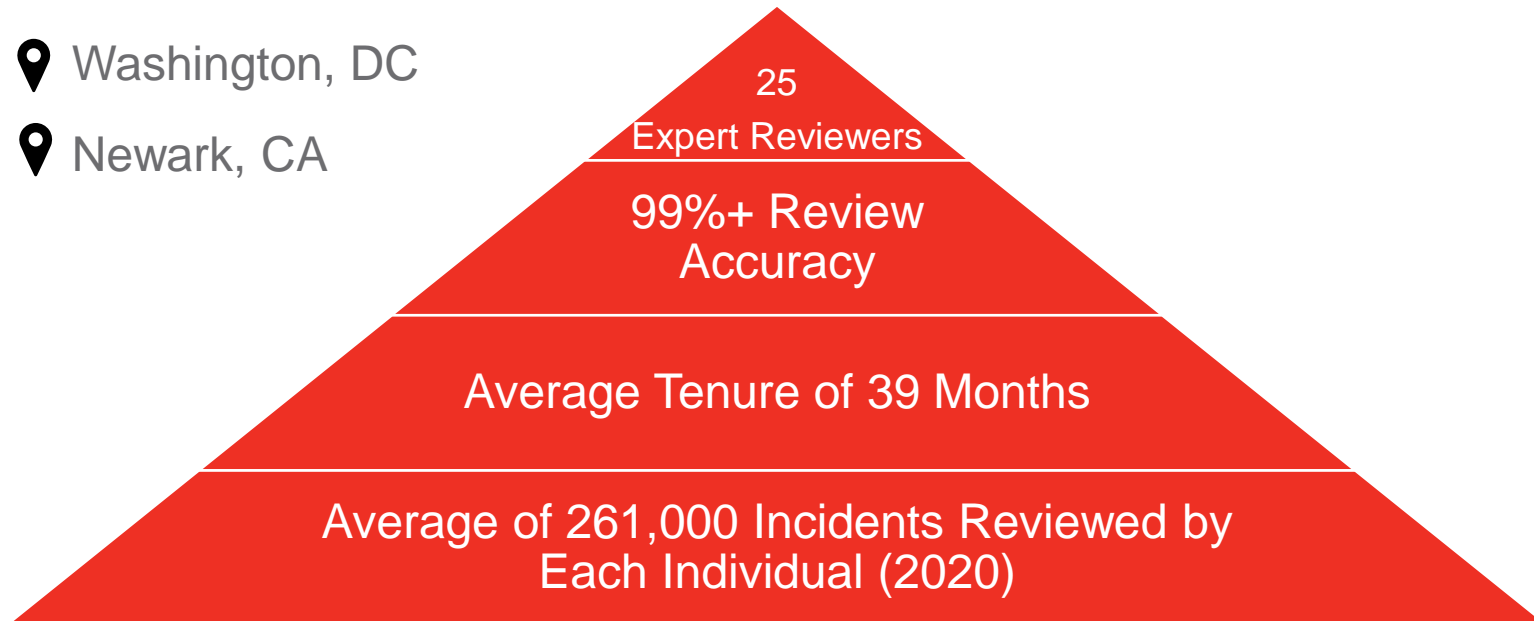 Washington, DC
Newark, CA
25
Expert Reviewers
99%+ Review
Accuracy
Average Tenure of 39 Months
Average of 261,000 Incidents Reviewed by
Each Individual (2020)